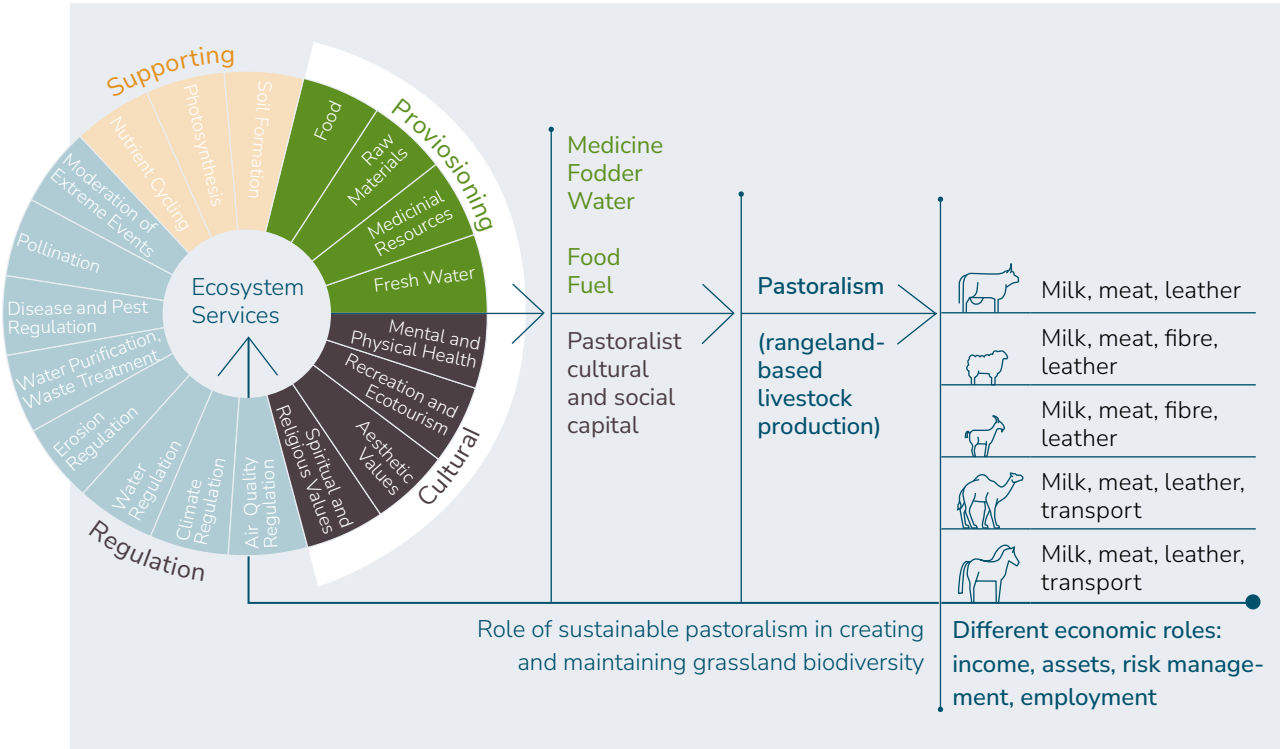 Supporting
Soil Formation
Photosynthesis
Nutrient Cycling
Proviosioning
Food
Raw
Materials
Medicinial
Resources
Fresh Water
Cultural
Mental and
Physical Health
Recreation and
Ecotourism
Aesthetic
Values
Spiritual and
Religious Values
Regulation
Air Quality
Regulation
Climate
Regulation
Water
Regulation
Erosion
Regulation
Water Purification,
Waste Treatment
Disease and Pest
Regulation
Pollination
Moderation of
Extreme Events
Ecosystem
Services
Medicine
Fodder
Water
Food
Fuel
Pastoralist
cultural
and social
capital
Pastoralism
(rangeland-
based
livestock
production)
Milk, meat, leather
Milk, meat, fibre,
leather
Milk, meat, fibre,
leather
Milk, meat, leather,
transport
Milk, meat, leather,
transport
Role of sustainable pastoralism in creating
and maintaining grassland biodiversity
Different economic roles:
income, assets, risk manage-
ment, employment